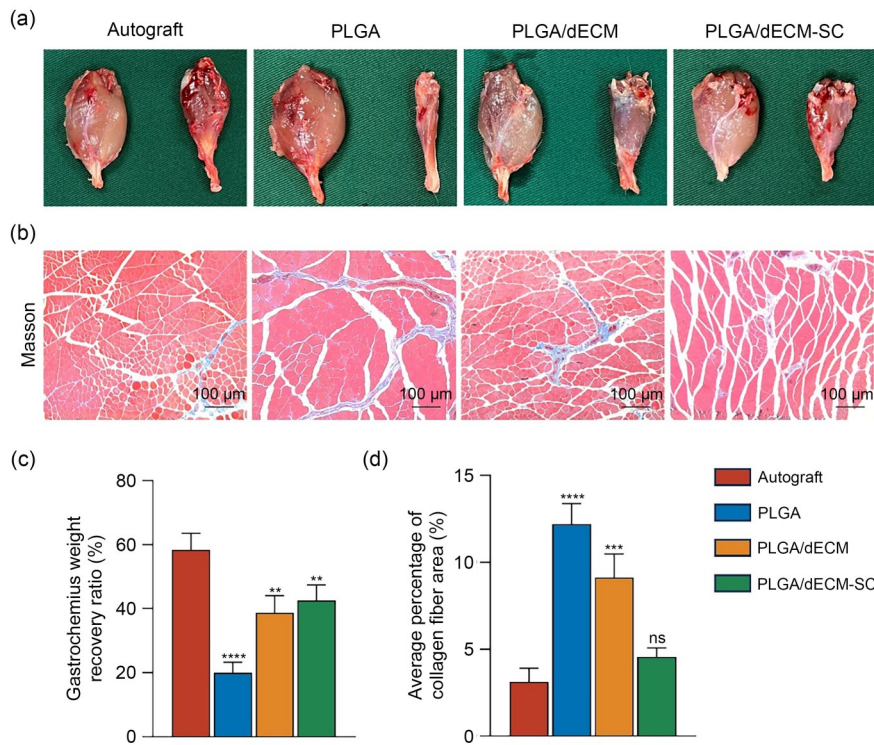 (a)
Autograft
PLGA
PLGA/dECM
PLGA/dECM-SC
(b)
Masson
100 μm
100 μm
100 μm
100 μm
(c)
Gastrochemius weight
recovery ratio (%)
80
60
40
20
0
****
**
**
(d)
Average percentage of
collagen fiber area (%)
15
10
5
0
****
***
ns
Autograft
PLGA
PLGA/dECM
PLGA/dECM-SC